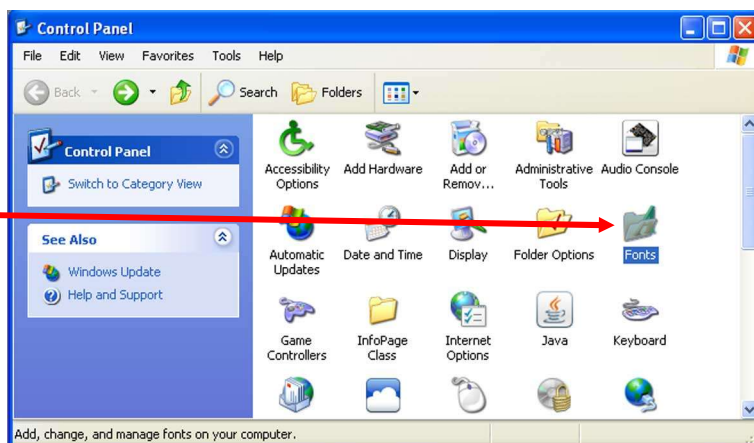 Control Panel
File Edit View Favorites Tools Help
Back Search Folders
Control Panel
Switch to Category View
See Also
Windows Update
Help and Support
Accessibility Options
Add Hardware
Add or Remov...
Administrative Tools
Audio Console
Automatic Updates
Date and Time
Display
Folder Options
Fonts
Game Controllers
InfoPage Class
Internet Options
Java
Keyboard
Add, change, and manage fonts on your computer.